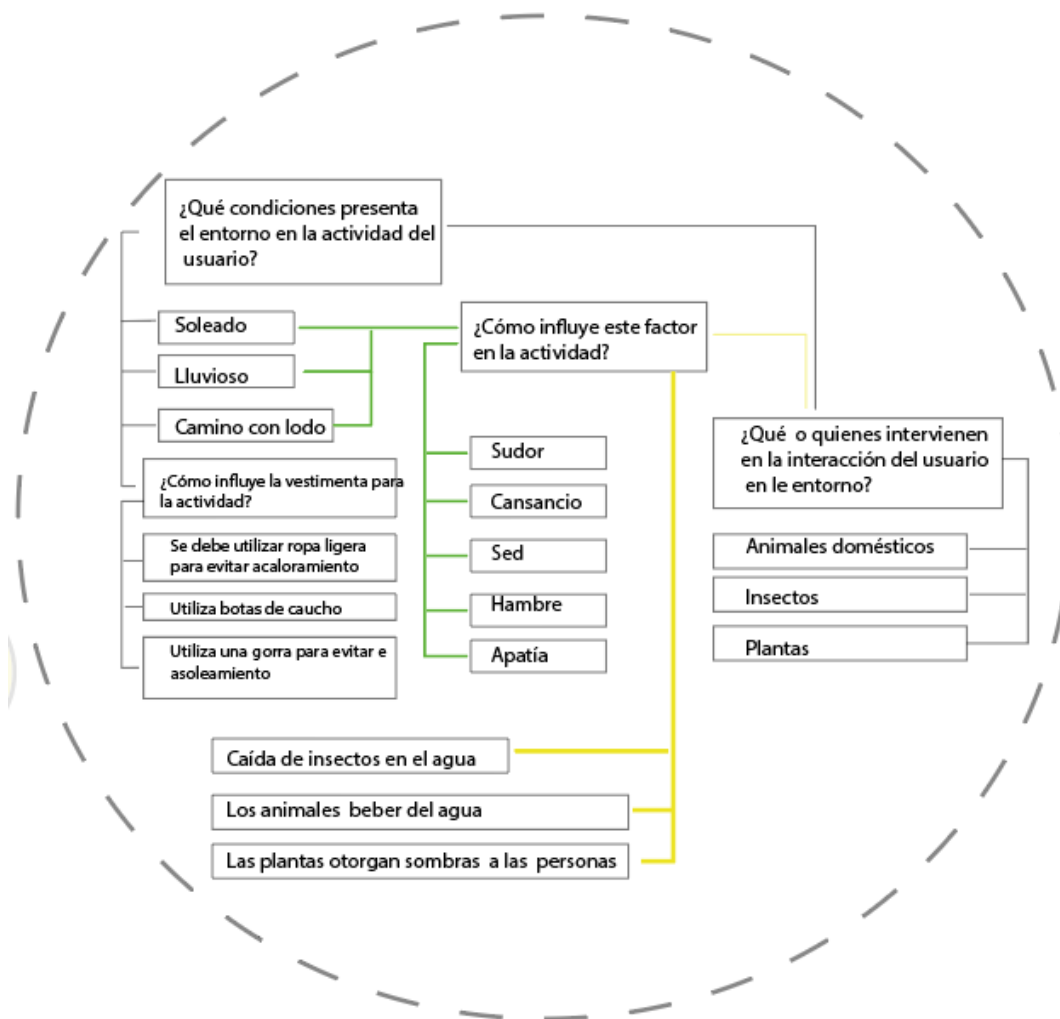 ¿Qué condiciones presenta
el entorno en la actividad del
usuario?
Soleado
Lluvioso
Camino con lodo
¿Cómo influye la vestimenta para
la actividad?
Se debe utilizar ropa ligera
para evitar acaloramiento
Utiliza botas de caucho
Utiliza una gorra para evitar e
asoleamiento
¿Cómo influye este factor
en la actividad?
Sudor
Cansancio
Sed
Hambre
Apatía
¿Qué o quienes intervienen
en la interacción del usuario
en le entorno?
Animales domésticos
Insectos
Plantas
Caída de insectos en el agua
Los animales beber del agua
Las plantas otorgan sombras a las personas